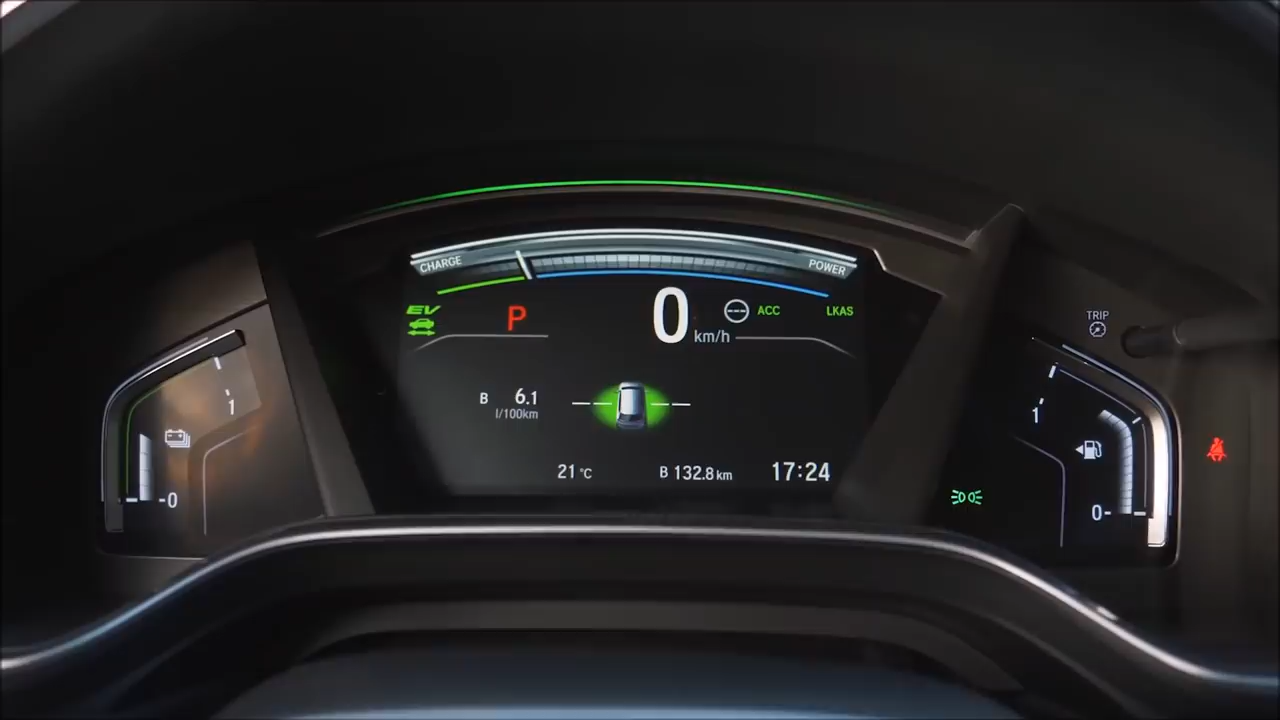 CHARGE
POWER
EV
P
0 km/h
ACC
LKAS
TRIP
1
B 6.1
l/100km
1
0
21 °C
B 132.8 km
17:24
0